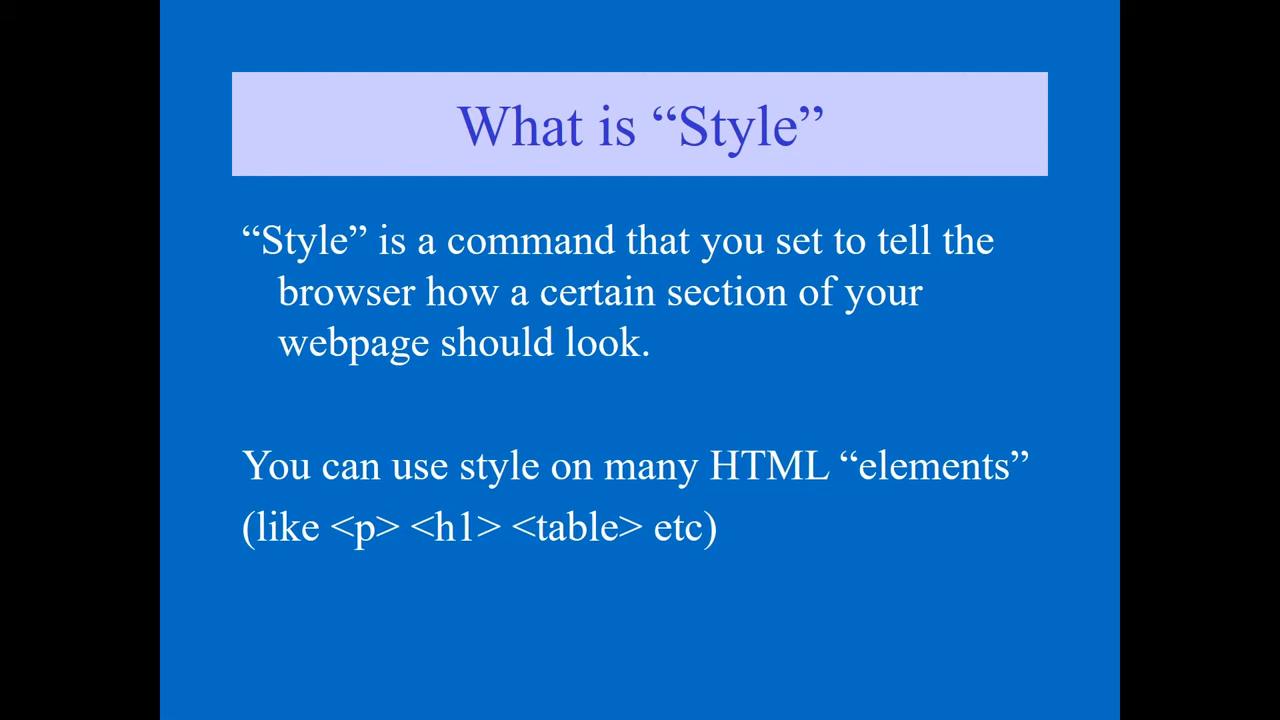 What is “Style”
“Style” is a command that you set to tell the
browser how a certain section of your
webpage should look.
You can use style on many HTML “elements”
(like <p> <h1> <table> etc)